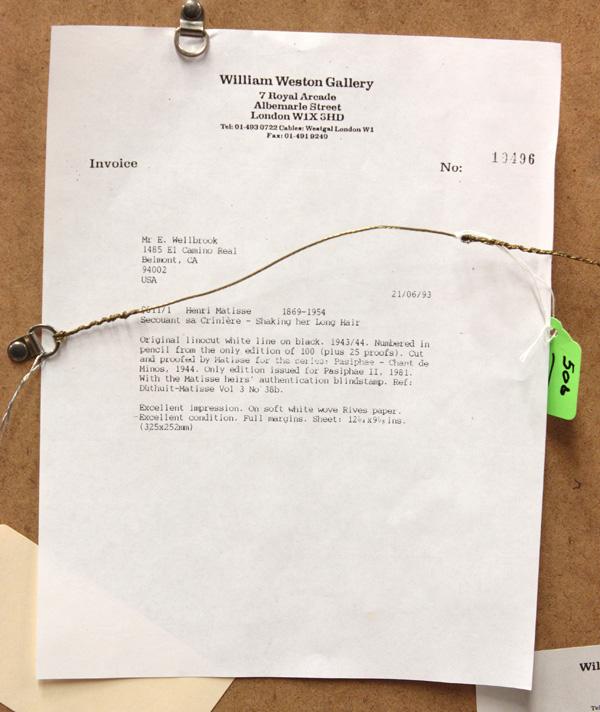 William Weston Gallery
7 Royal Arcade
Albemarle Street
London W1X 3HD
Tel: 01-493 0722 Cables: Westgal London W1
Fax: 01-491 9240
Invoice
No: 19496
Mr E. Wellbrook
1485 El Camino Real
Belmont, CA
94002
USA
21/06/93
Henri Matisse 1869-1954
Secouant sa Crinière - Shaking her Long Hair
Original linocut white line on black. 1943/44. Numbered in
pencil from the only edition of 100 (plus 25 proofs). Cut
and proofed by Matisse for the series: Pasiphae - Chant de
Minos, 1944. Only edition issued for Pasiphae II, 1981.
With the Matisse heirs' authentication blindstamp. Ref:
Duthuit-Matisse Vol 3 No 38b.
Excellent impression. On soft white wove Rives paper.
Excellent condition. Full margins. Sheet:
(325x252mm)
506
Wil